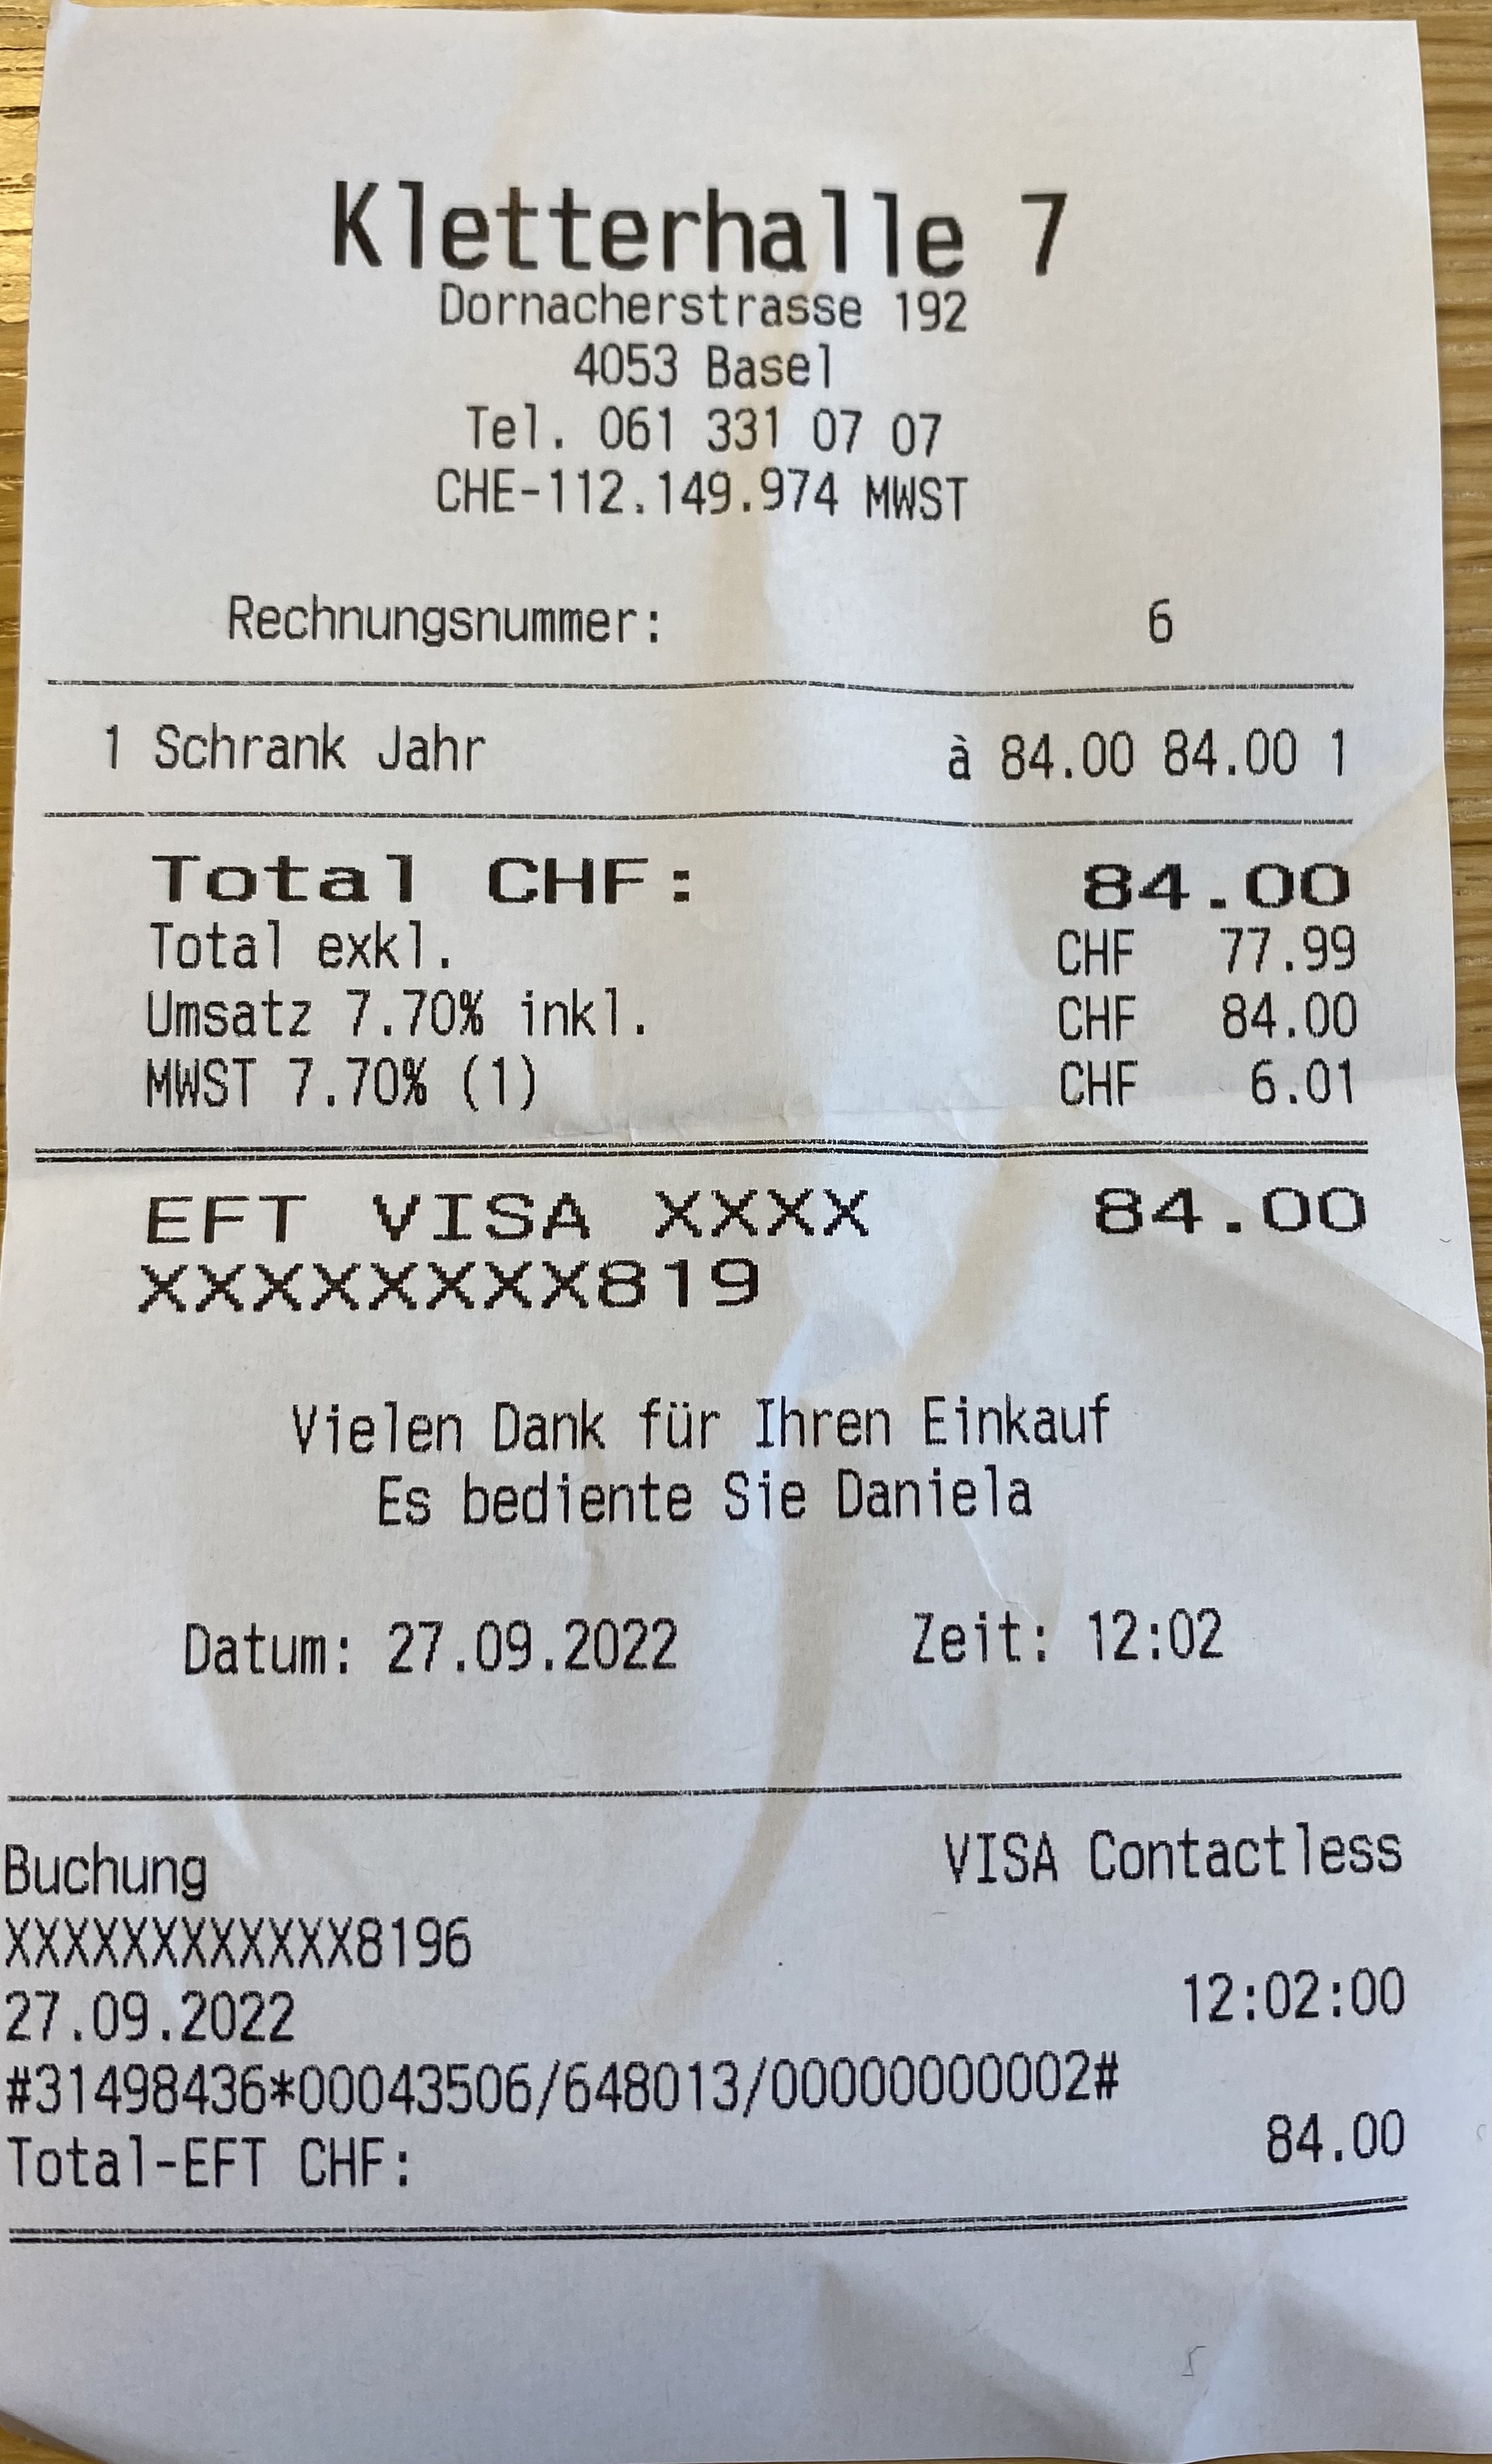 Kletterhalle 7
Dornacherstrasse 192
4053 Basel
Tel. 061 331 07 07
CHE-112.149.974 MWST
Rechnungsnummer: 6
1 Schrank Jahr à 84.00 84.00 1
Total CHF: 84.00
Total exkl. CHF 77.99
Umsatz 7.70% inkl. CHF 84.00
MWST 7.70% (1) CHF 6.01
EFT VISA XXXX 84.00
XXXXXXXX819
Vielen Dank für Ihren Einkauf
Es bediente Sie Daniela
Datum: 27.09.2022 Zeit: 12:02
Buchung VISA Contactless
XXXXXXXXXXXX8196
27.09.2022 12:02:00
#31498436*00043506/648013/00000000002#
Total-EFT CHF: 84.00